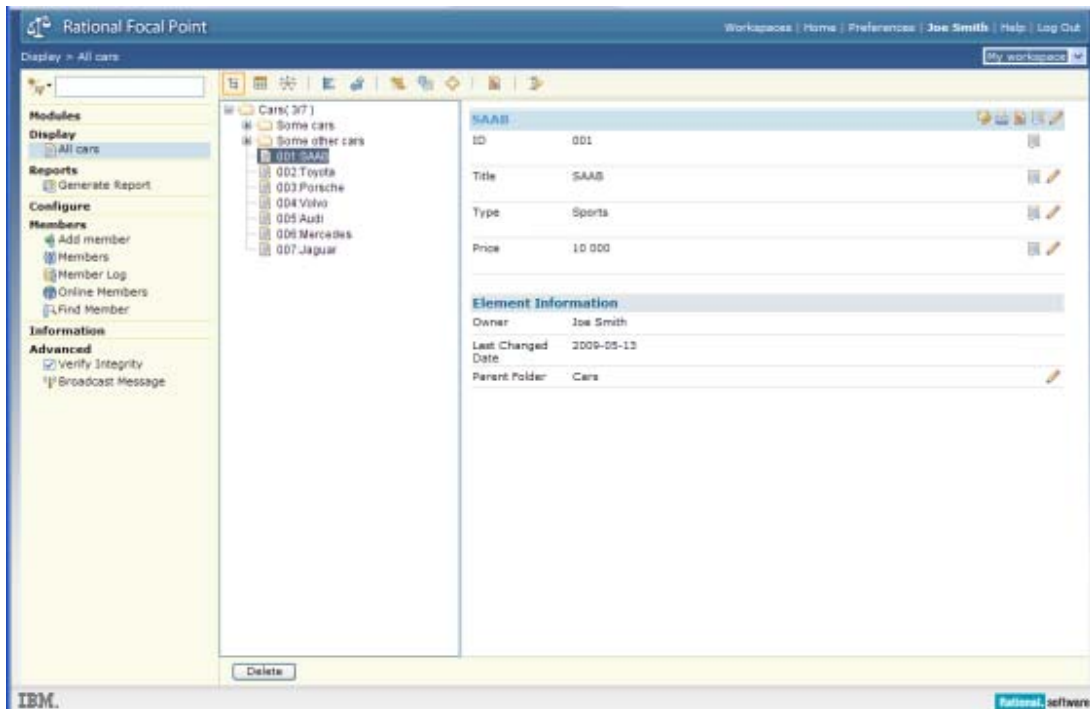 Rational Focal Point
Workspaces | Home | Preferences | Joe Smith | Help | Log Out
Display > All cars
My workspace
Modules
Display
All cars
Reports
Generate Report
Configure
Members
Add member
Members
Member Log
Online Members
Find Member
Information
Advanced
Verify Integrity
Broadcast Message
Cars( 3/7 )
Some cars
Some other cars
001:SAAB
002:Toyota
003:Porsche
004:Volvo
005:Audi
006:Mercedes
007:Jaguar
SAAB
ID 001
Title SAAB
Type Sports
Price 10 000
Element Information
Owner Joe Smith
Last Changed Date 2009-05-13
Parent Folder Cars
Delete
IBM.
Rational. software